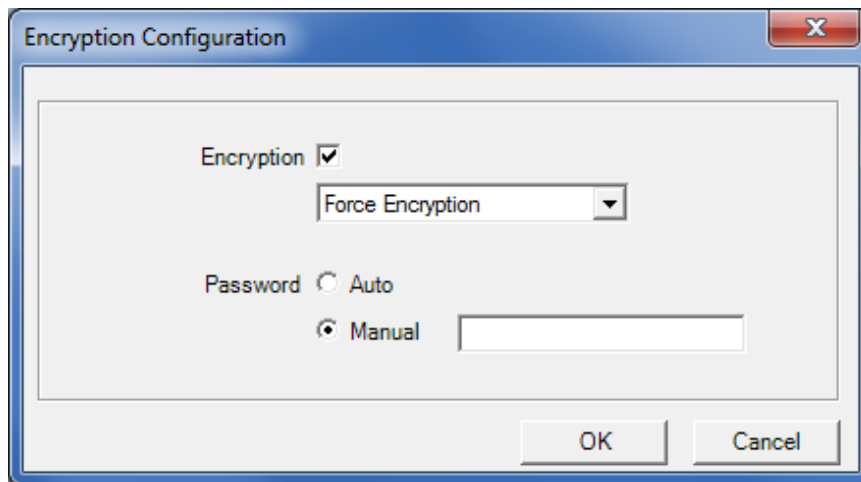 Encryption Configuration
Encryption
Force Encryption
Password Auto
Manual
OK Cancel